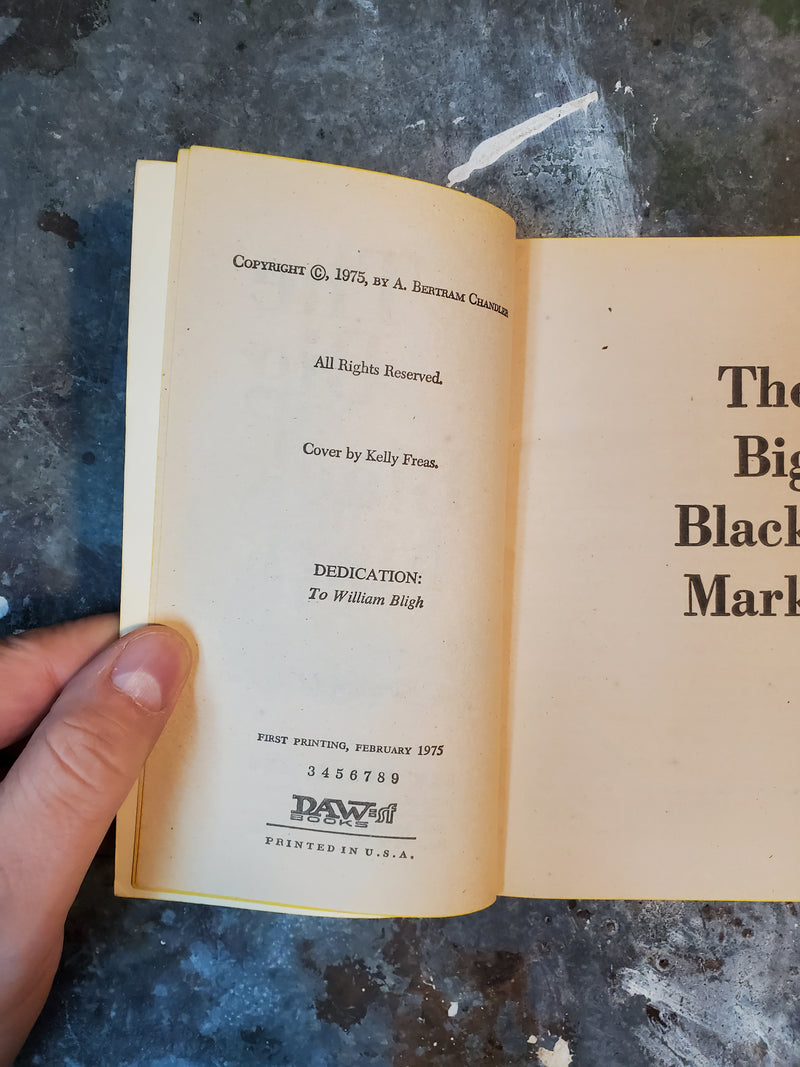 COPYRIGHT ©, 1975, BY A. BERTRAM CHANDLER
All Rights Reserved.
Cover by Kelly Freas.
DEDICATION:
To William Bligh
FIRST PRINTING, FEBRUARY 1975
3 4 5 6 7 8 9
DAW=sf
BOOKS
PRINTED IN U.S.A.
The
Big
Black
Mark